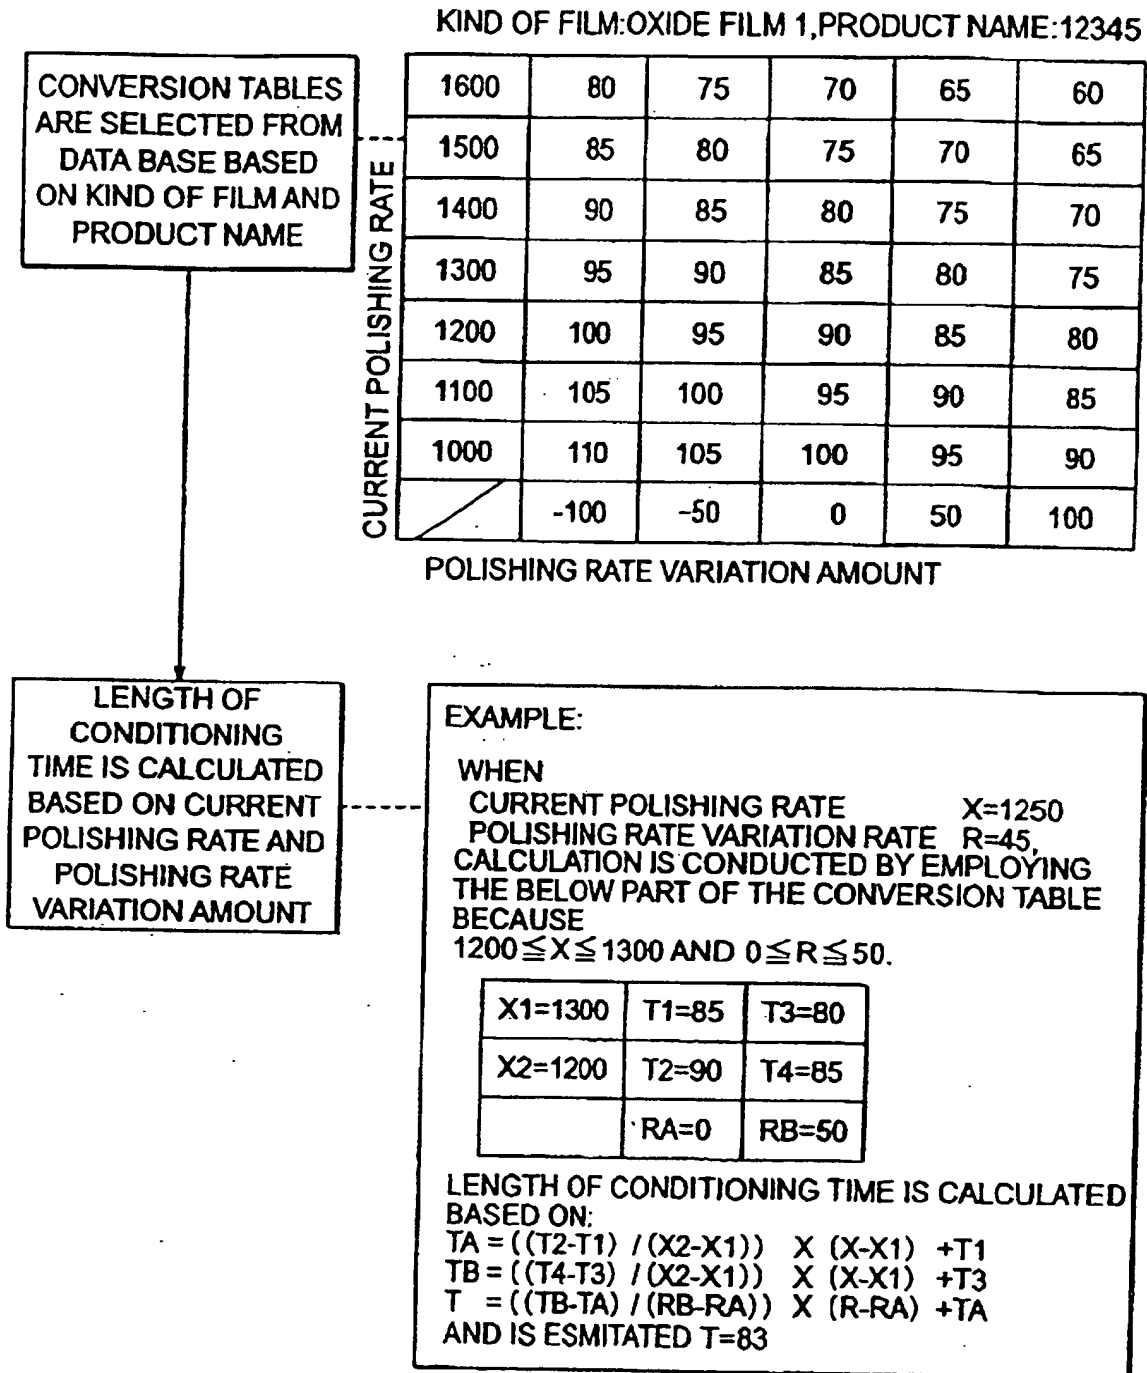 KIND OF FILM:OXIDE FILM 1,PRODUCT NAME:12345
CONVERSION TABLES
ARE SELECTED FROM
DATA BASE BASED
ON KIND OF FILM AND
PRODUCT NAME
CURRENT POLISHING RATE
1600 80 75 70 65 60
1500 85 80 75 70 65
1400 90 85 80 75 70
1300 95 90 85 80 75
1200 100 95 90 85 80
1100 105 100 95 90 85
1000 110 105 100 95 90
-100 -50 0 50 100
POLISHING RATE VARIATION AMOUNT
LENGTH OF
CONDITIONING
TIME IS CALCULATED
BASED ON CURRENT
POLISHING RATE AND
POLISHING RATE
VARIATION AMOUNT
EXAMPLE:
WHEN
CURRENT POLISHING RATE X=1250
POLISHING RATE VARIATION RATE R=45,
CALCULATION IS CONDUCTED BY EMPLOYING
THE BELOW PART OF THE CONVERSION TABLE
BECAUSE
1200≦X≦1300 AND 0≦R≦50.
X1=1300 T1=85 T3=80
X2=1200 T2=90 T4=85
RA=0 RB=50
LENGTH OF CONDITIONING TIME IS CALCULATED
BASED ON:
TA = ((T2-T1) / (X2-X1)) X (X-X1) +T1
TB = ((T4-T3) / (X2-X1)) X (X-X1) +T3
T = ((TB-TA) / (RB-RA)) X (R-RA) +TA
AND IS ESMITATED T=83